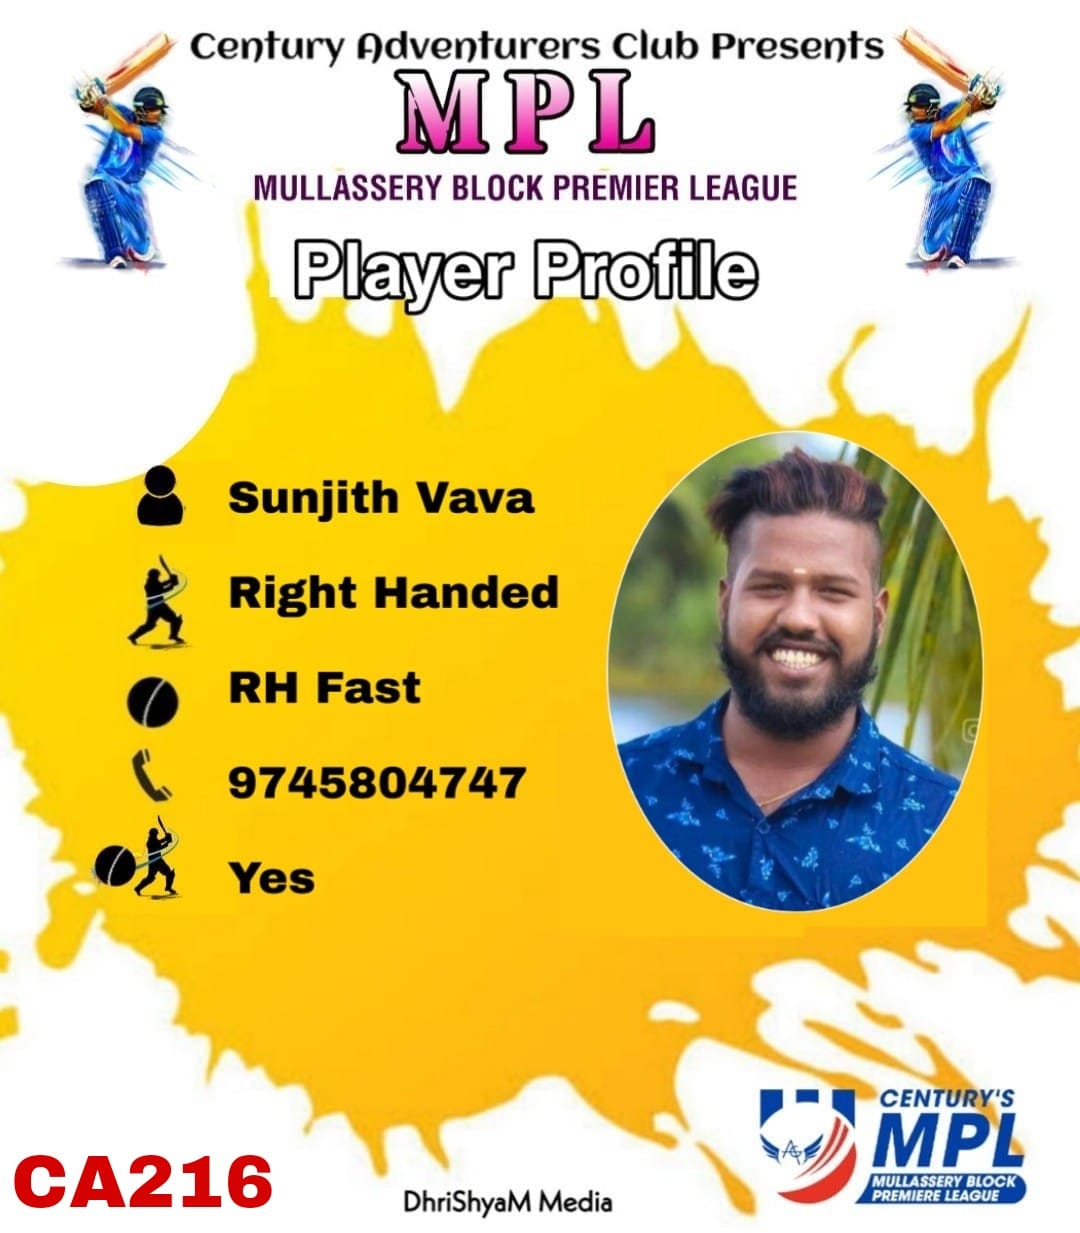 Century Adventurers Club Presents
MPL
MULLASSERY BLOCK PREMIER LEAGUE
Player Profile
Sunjith Vava
Right Handed
RH Fast
9745804747
Yes
CENTURY'S
MPL
MULLASSERY BLOCK
PREMIERE LEAGUE
CA216
DhriShyaM Media